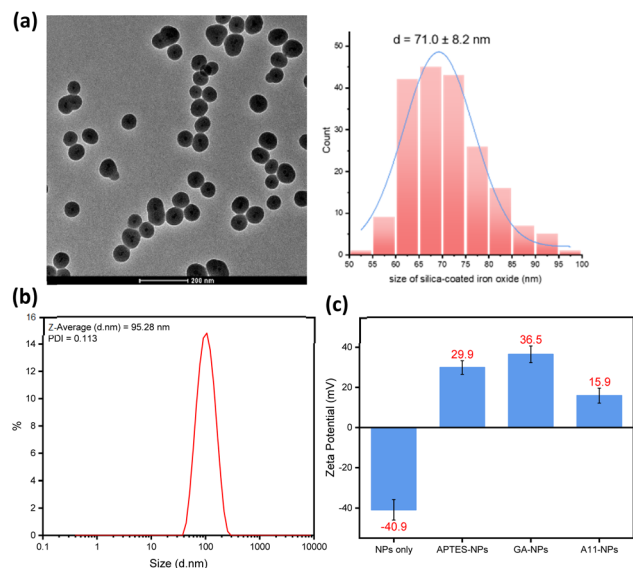 (a)
200 nm
d = 71.0 ± 8.2 nm
50
40
30
20
10
0
Count
50 55 60 65 70 75 80 85 90 95 100
size of silica-coated iron oxide (nm)
(b)
Z-Average (d.nm) = 95.28 nm
PDI = 0.113
16
14
12
10
8
6
4
2
0
%
0.1 1 10 100 1000 10000
Size (d.nm)
(c)
40
20
0
-20
-40
Zeta Potential (mV)
-40.9
29.9
36.5
15.9
NPs only APTES-NPs GA-NPs A11-NPs